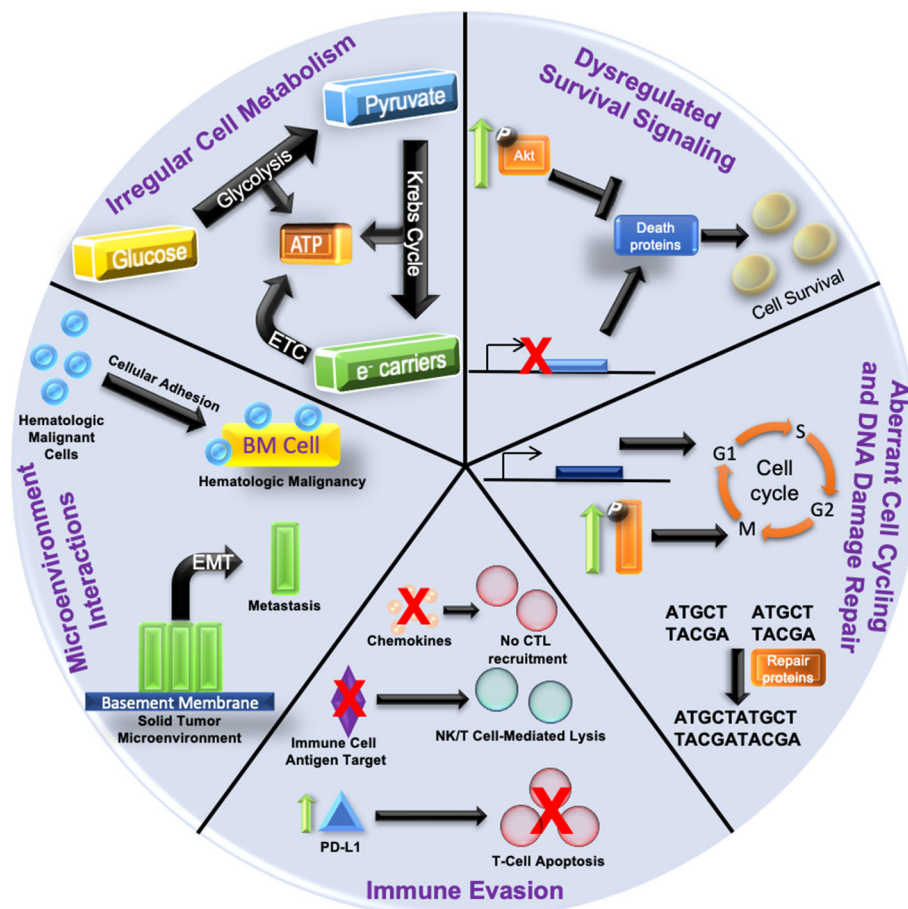 Irregular Cell Metabolism
Pyruvate
Glycolysis
Krebs Cycle
Glucose
ATP
ETC
e- carriers
Dysregulated
Survival Signaling
P
Akt
Death
proteins
Cell Survival
X
Aberrant Cell Cycling
and DNA Damage Repair
G1
S
Cell
cycle
G2
M
P
ATGCT ATGCT
TACGA TACGA
Repair
proteins
ATGCTATGCT
TACGATACGA
Immune Evasion
X
Chemokines
No CTL
recruitment
X
Immune Cell
Antigen Target
NK/T Cell-Mediated Lysis
PD-L1
X
T-Cell Apoptosis
Microenvironment
Interactions
Hematologic
Malignant
Cells
Cellular Adhesion
BM Cell
Hematologic Malignancy
EMT
Metastasis
Basement Membrane
Solid Tumor
Microenvironment